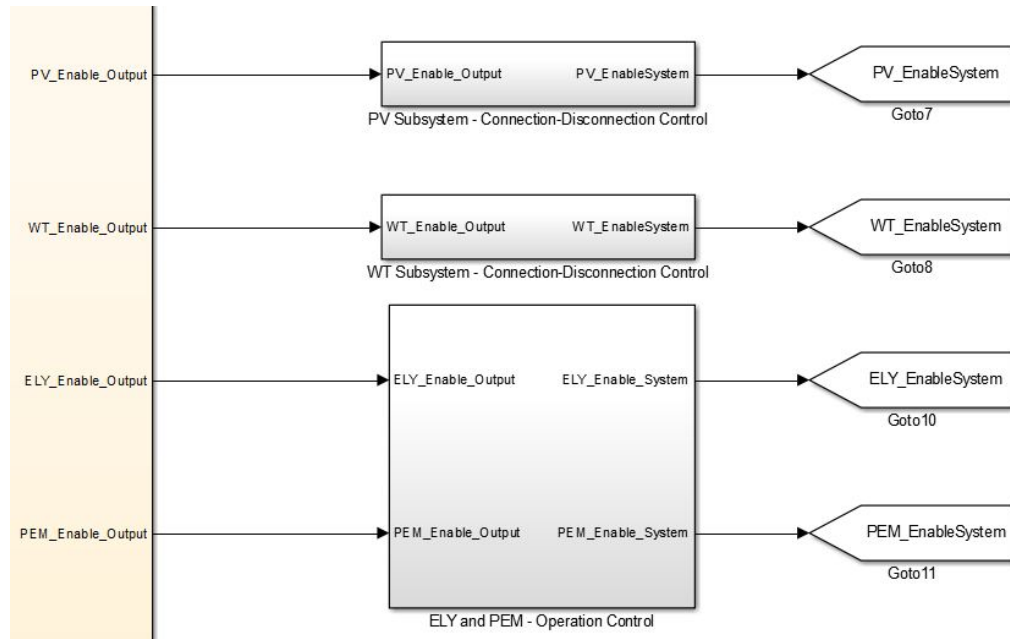 PV_Enable_Output
PV_Enable_Output PV_EnableSystem
PV_EnableSystem
PV Subsystem - Connection-Disconnection Control
Goto7
WT_Enable_Output
WT_Enable_Output WT_EnableSystem
WT_EnableSystem
WT Subsystem - Connection-Disconnection Control
Goto8
ELY_Enable_Output
ELY_Enable_Output ELY_Enable_System
ELY_EnableSystem
Goto10
PEM_Enable_Output
PEM_Enable_Output PEM_Enable_System
PEM_EnableSystem
Goto11
ELY and PEM - Operation Control